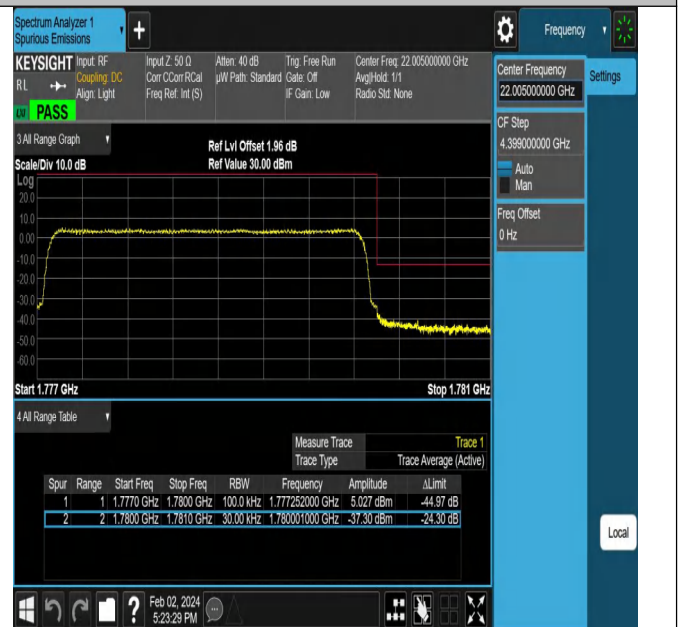 Spectrum Analyzer 1
Spurious Emissions
+
Frequency
KEYSIGHT Input: RF Input Z: 50 Ω Atten: 40 dB Trig: Free Run Center Freq: 22.005000000 GHz
RL Coupling: DC Corr CCorr RCal µW Path: Standard Gate: Off Avg|Hold: 1/1
Align: Light Freq Ref: Int (S) IF Gain: Low Radio Std: None
LXI PASS
Center Frequency
22.005000000 GHz
Settings
CF Step
4.399000000 GHz
Auto
Man
Freq Offset
0 Hz
3 All Range Graph
Ref Lvl Offset 1.96 dB
Scale/Div 10.0 dB Ref Value 30.00 dBm
Log
20.0
10.0
0.00
-10.0
-20.0
-30.0
-40.0
-50.0
-60.0
Start 1.777 GHz Stop 1.781 GHz
4 All Range Table
Measure Trace Trace 1
Trace Type Trace Average (Active)
Spur Range Start Freq Stop Freq RBW Frequency Amplitude ΔLimit
1 1 1.7770 GHz 1.7800 GHz 100.0 kHz 1.777252000 GHz 5.027 dBm -44.97 dB
2 2 1.7800 GHz 1.7810 GHz 30.00 kHz 1.780001000 GHz -37.30 dBm -24.30 dB
Local
? Feb 02, 2024
5:23:29 PM